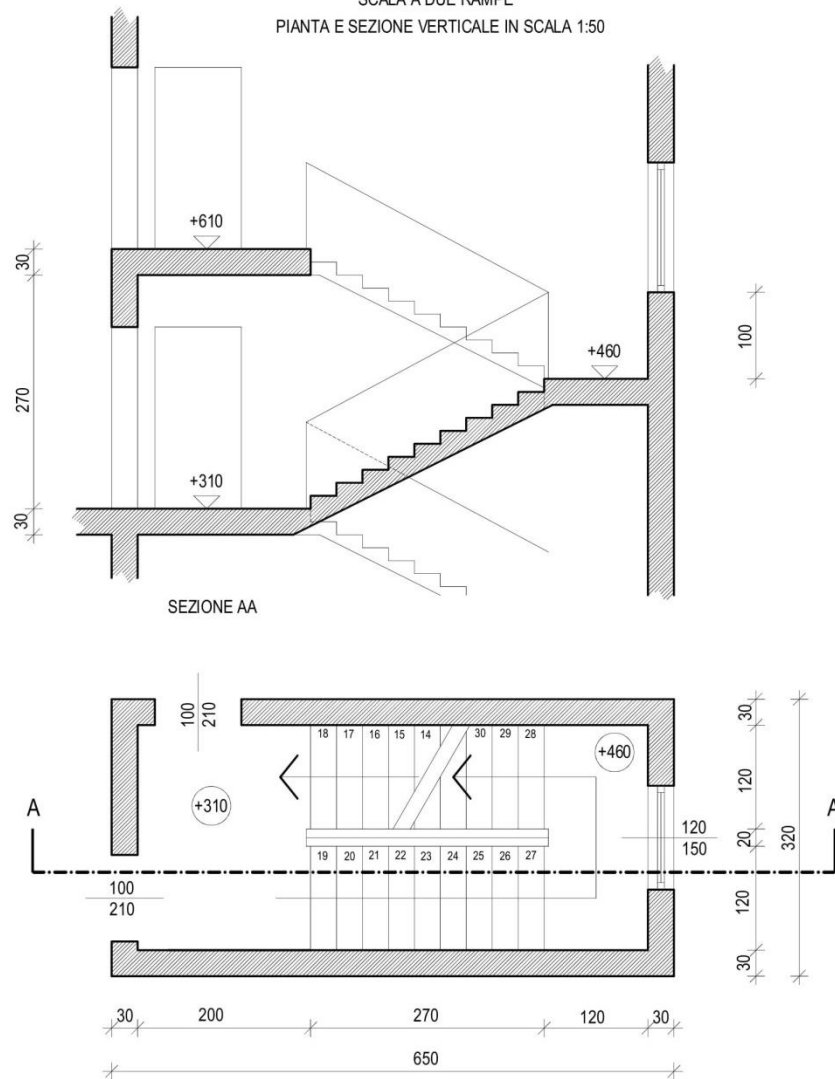 SCALA A DUE RAMPE
PIANTA E SEZIONE VERTICALE IN SCALA 1:50
+610
30
270
30
+460
100
+310
SEZIONE AA
100
210
18 17 16 15 14 30 29 28
+460
+310
A
A
19 20 21 22 23 24 25 26 27
120
150
100
210
30
120
20
120
30
320
30 200 270 120 30
650